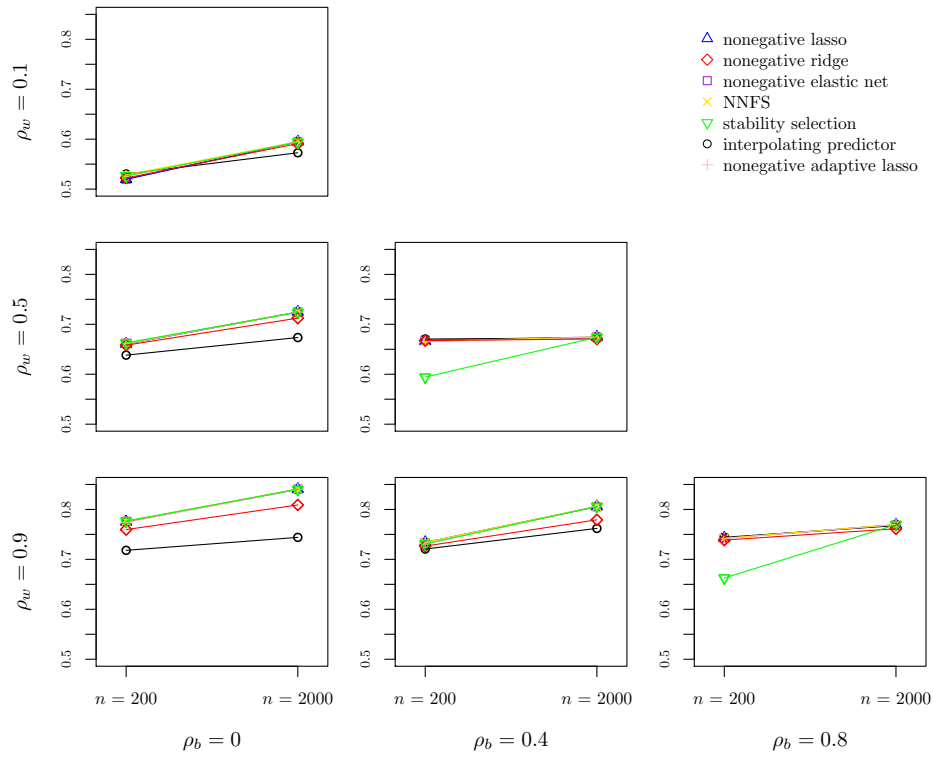 ρw = 0.1
0.5 0.6 0.7 0.8
nonegative lasso
nonegative ridge
nonegative elastic net
NNFS
stability selection
interpolating predictor
nonegative adaptive lasso
ρw = 0.5
0.5 0.6 0.7 0.8
0.5 0.6 0.7 0.8
ρw = 0.9
0.5 0.6 0.7 0.8
0.5 0.6 0.7 0.8
0.5 0.6 0.7 0.8
n = 200 n = 2000 n = 200 n = 2000 n = 200 n = 2000
ρb = 0 ρb = 0.4 ρb = 0.8